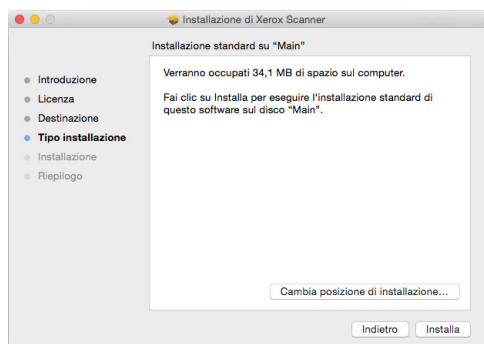 Installazione di Xerox Scanner
Installazione standard su “Main”
Introduzione
Licenza
Destinazione
Tipo installazione
Installazione
Riepilogo
Verranno occupati 34,1 MB di spazio sul computer.
Fai clic su Installa per eseguire l'installazione standard di
questo software sul disco “Main”.
Cambia posizione di installazione...
Indietro
Installa